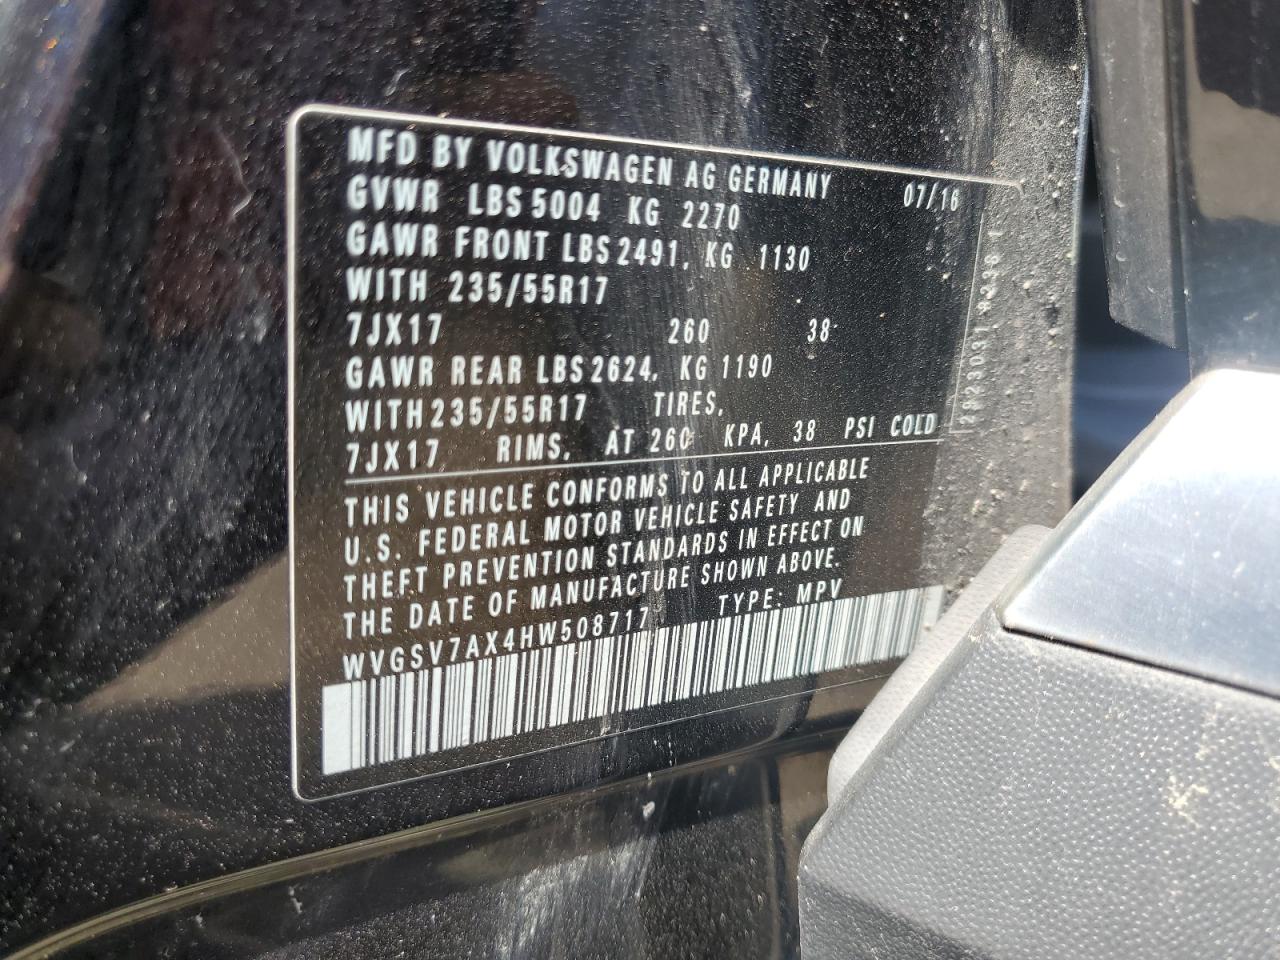 MFD BY VOLKSWAGEN AG GERMANY 07/16
GVWR LBS 5004 KG 2270
GAWR FRONT LBS 2491, KG 1130
WITH 235/55R17
7JX17 260 38
GAWR REAR LBS 2624, KG 1190
WITH 235/55R17 TIRES,
7JX17 RIMS, AT 260 KPA, 38 PSI COLD
THIS VEHICLE CONFORMS TO ALL APPLICABLE
U.S. FEDERAL MOTOR VEHICLE SAFETY AND
THEFT PREVENTION STANDARDS IN EFFECT ON
THE DATE OF MANUFACTURE SHOWN ABOVE.
WVGSV7AX4HW508717 TYPE: MPV